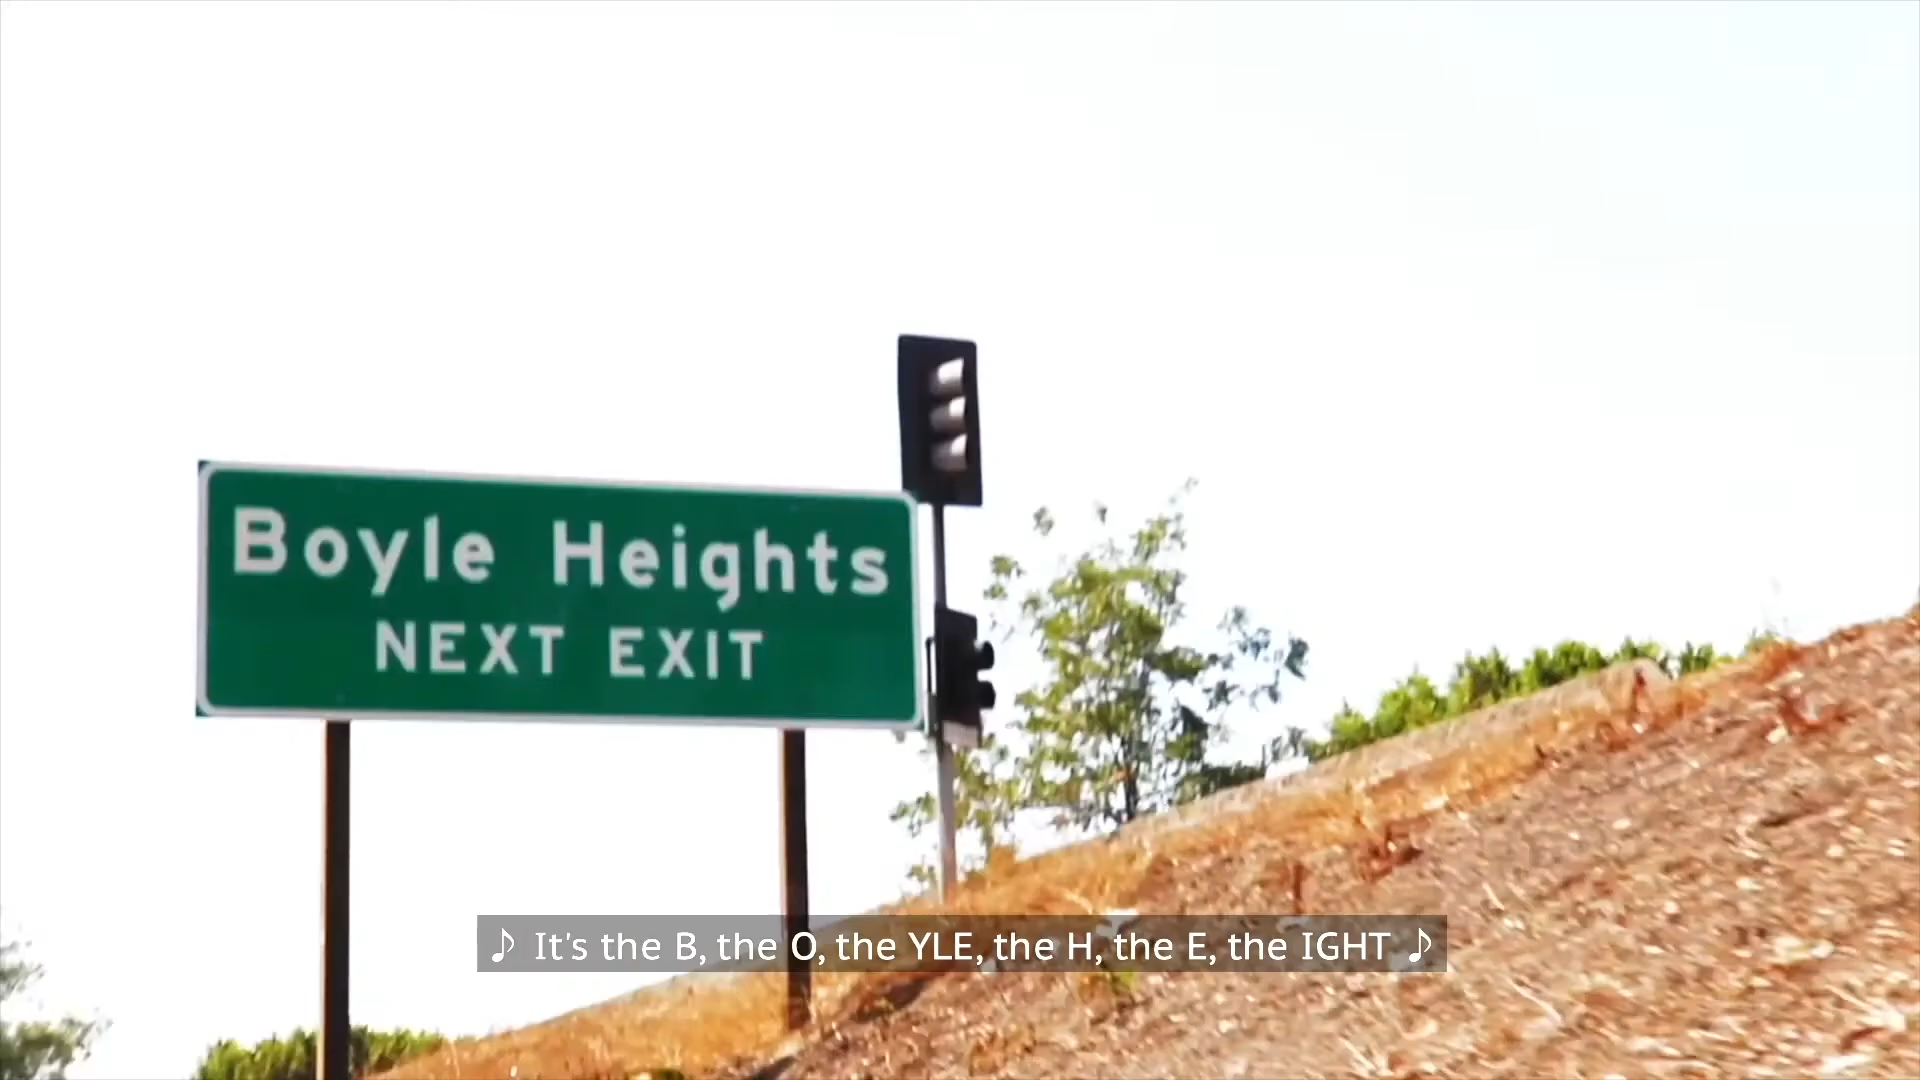 Boyle Heights
NEXT EXIT
♪ It's the B, the O, the YLE, the H, the E, the IGHT ♪